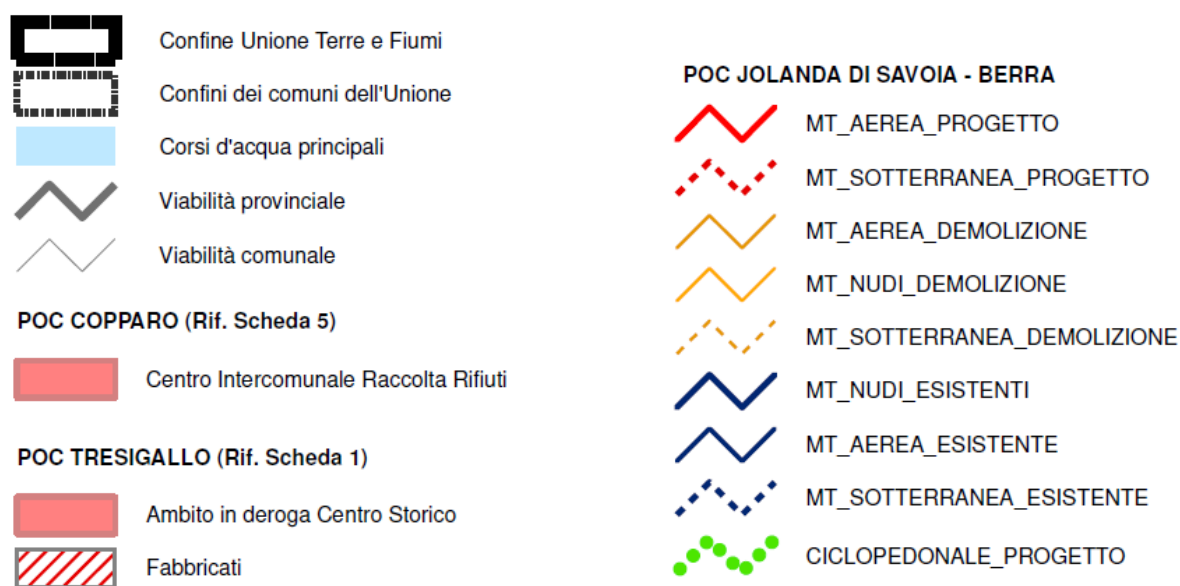 Confine Unione Terre e Fiumi
Confini dei comuni dell'Unione
Corsi d'acqua principali
Viabilità provinciale
Viabilità comunale
POC COPPARO (Rif. Scheda 5)
Centro Intercomunale Raccolta Rifiuti
POC TRESIGALLO (Rif. Scheda 1)
Ambito in deroga Centro Storico
Fabbricati
POC JOLANDA DI SAVOIA - BERRA
MT_AEREA_PROGETTO
MT_SOTTERRANEA_PROGETTO
MT_AEREA_DEMOLIZIONE
MT_NUDI_DEMOLIZIONE
MT_SOTTERRANEA_DEMOLIZIONE
MT_NUDI_ESISTENTI
MT_AEREA_ESISTENTE
MT_SOTTERRANEA_ESISTENTE
CICLOPEDONALE_PROGETTO